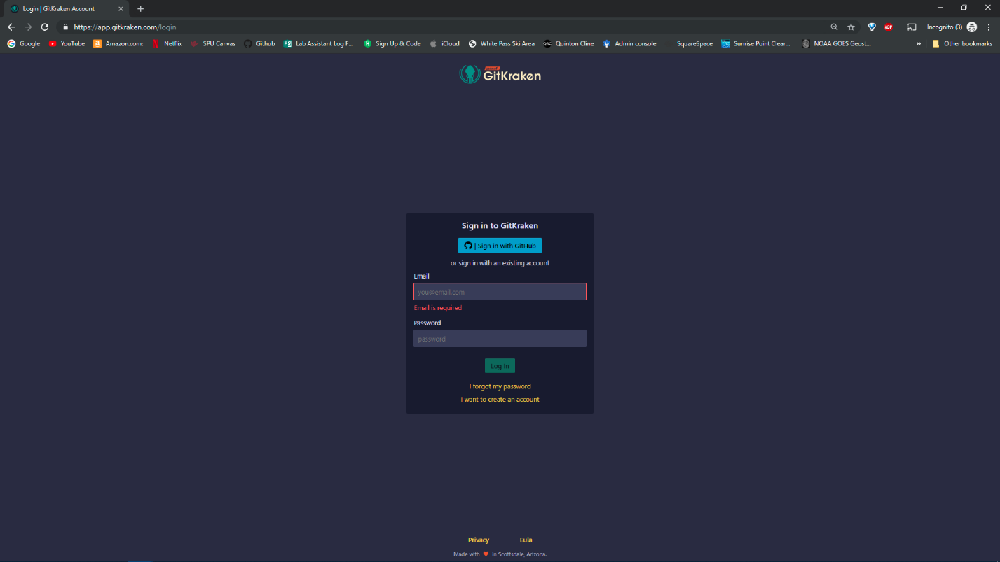 Login | GitKraken Account
https://app.gitkraken.com/login
Incognito (3)
Google YouTube Amazon.com: Netflix SPU Canvas Github Lab Assistant Log F... Sign Up & Code iCloud White Pass Ski Area Quinton Cline Admin console SquareSpace Sunrise Point Clear... NOAA GOES Geost... » Other bookmarks
GitKraken
Sign in to GitKraken
| Sign in with GitHub
or sign in with an existing account
Email
you@email.com
Email is required
Password
password
Log In
I forgot my password
I want to create an account
Privacy Eula
Made with ❤ in Scottsdale, Arizona.